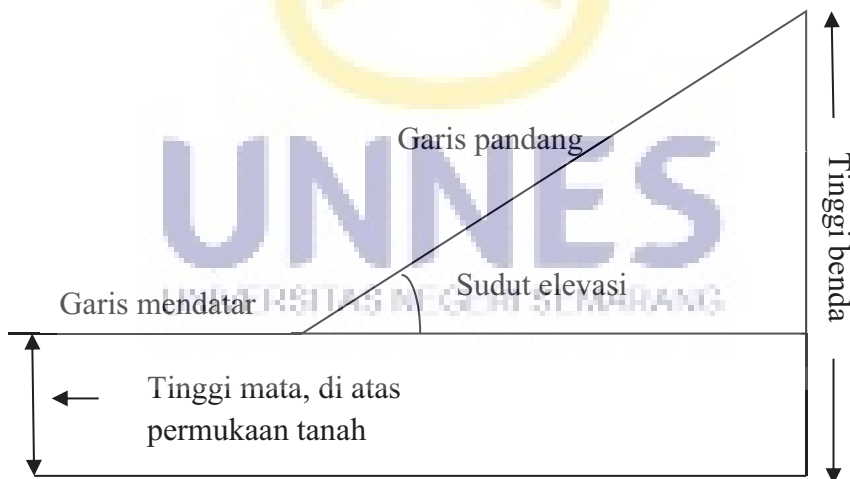 Garis pandang
UNNES
Tinggi benda
Sudut elevasi
Garis mendatar
UNIVERSITAS NEGERI SEMARANG
Tinggi mata, di atas
permukaan tanah